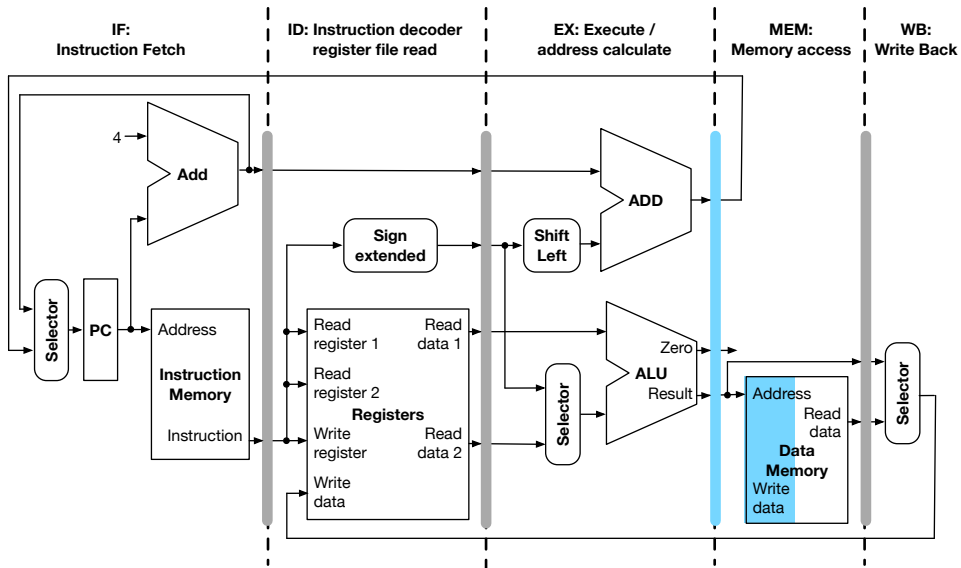 IF:
Instruction Fetch
ID: Instruction decoder
register file read
EX: Execute /
address calculate
MEM:
Memory access
WB:
Write Back
4
Add
ADD
Sign
extended
Shift
Left
Selector
PC
Address
Instruction
Memory
Instruction
Read
register 1
Read
data 1
Read
register 2
Registers
Write
register
Read
data 2
Write
data
Selector
Zero
ALU
Result
Address
Read
data
Data
Memory
Write
data
Selector